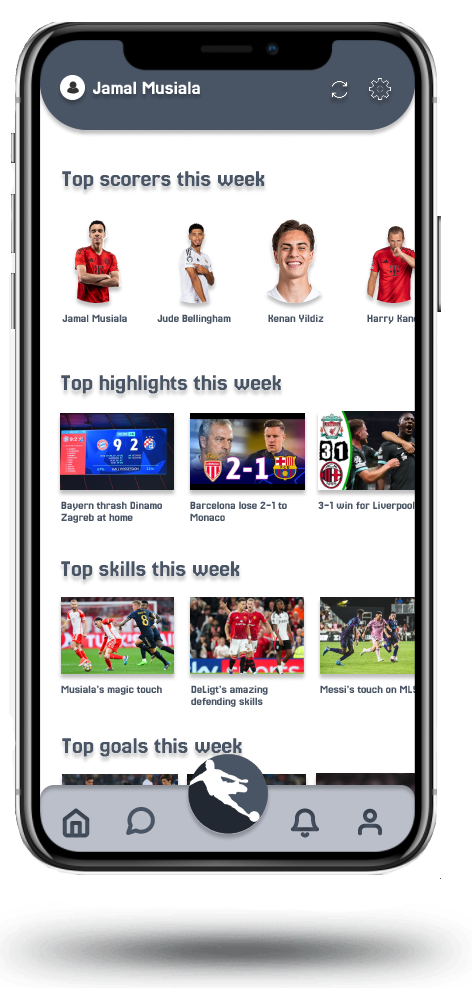 Jamal Musiala
Top scorers this week
Jamal Musiala
Jude Bellingham
Kenan Yildiz
Harry Kan
Top highlights this week
9 2
2-1
3 1
Bayern thrash Dinamo
Zagreb at home
Barcelona lose 2-1 to
Monaco
3-1 win for Liverpool
Top skills this week
Musiala's magic touch
DeLigt's amazing
defending skills
Messi's touch on MLS
Top goals this week